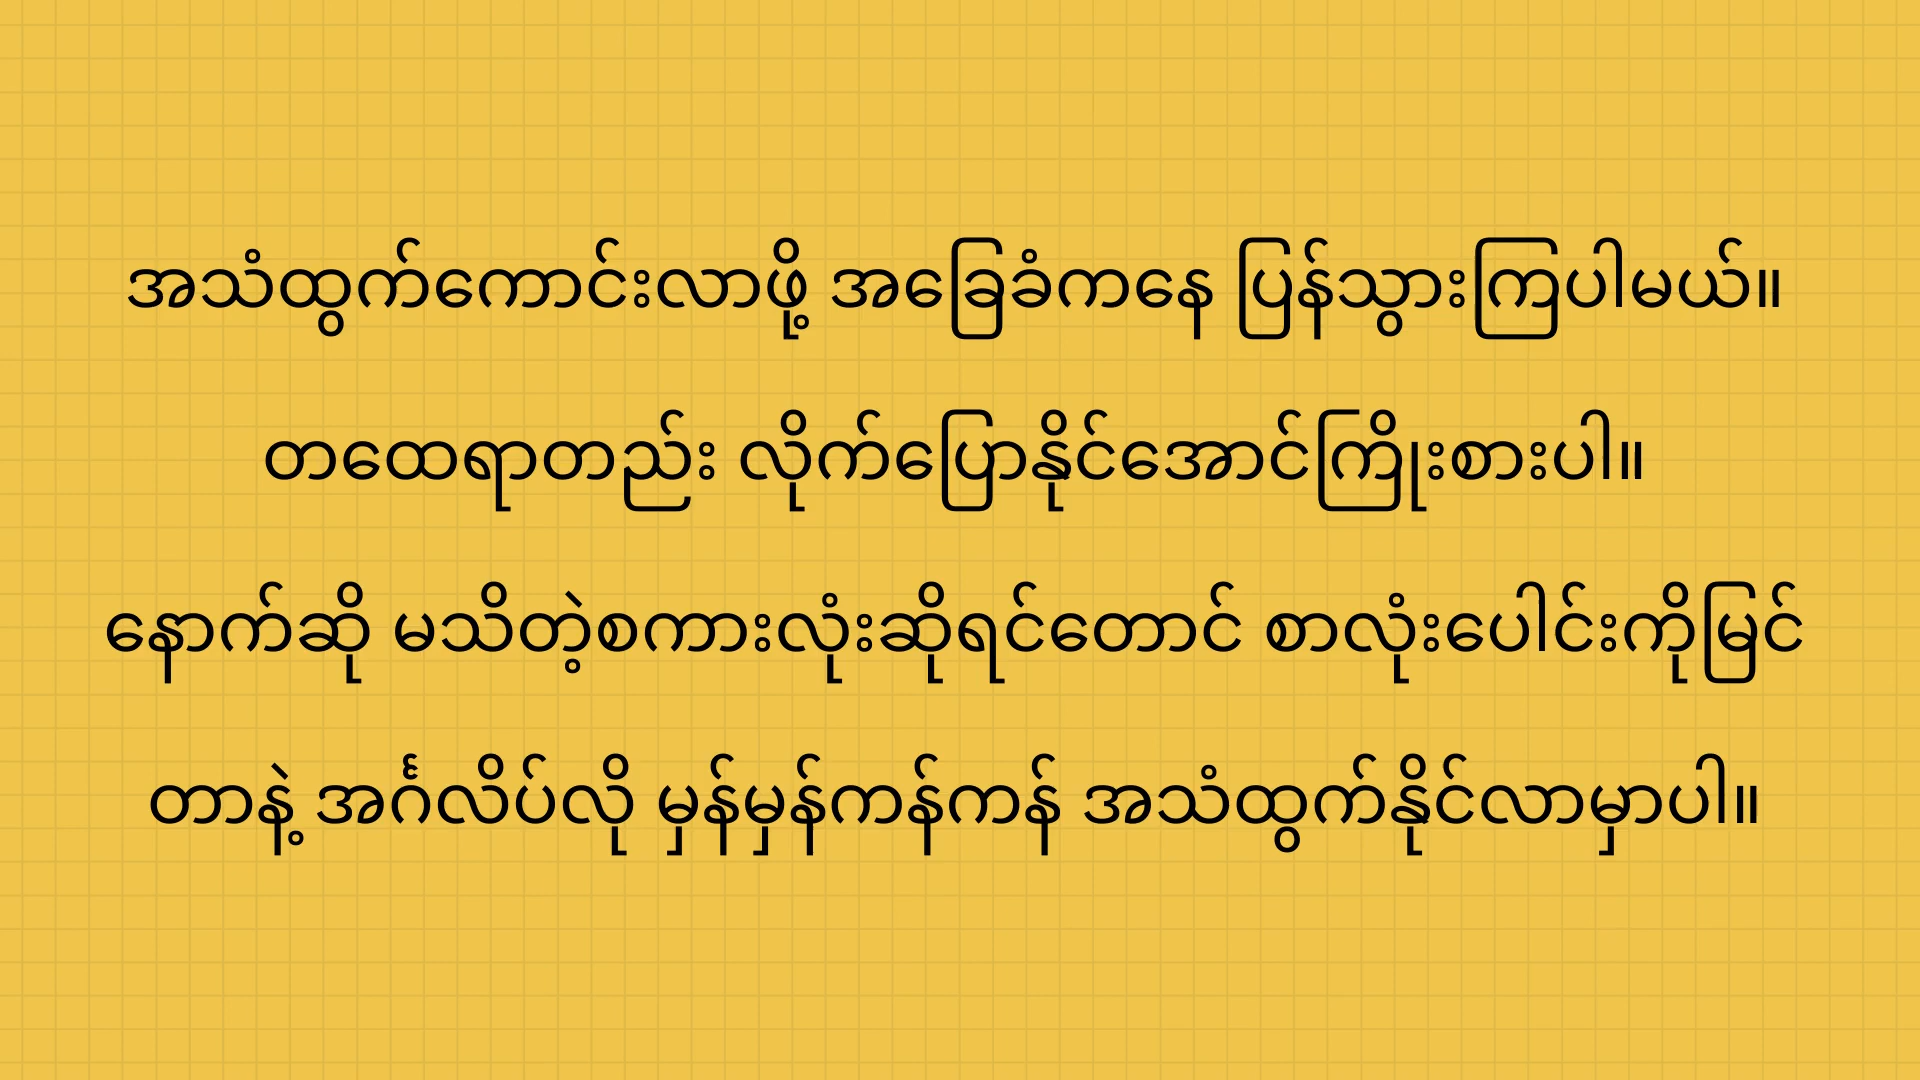 အသံထွက်ကောင်းလာဖို့ အခြေခံကနေ ပြန်သွားကြပါမယ်။
တထေရာတည်း လိုက်ပြောနိုင်အောင်ကြိုးစားပါ။
နောက်ဆို မသိတဲ့စကားလုံးဆိုရင်တောင် စာလုံးပေါင်းကိုမြင်
တာနဲ့ အင်္ဂလိပ်လို မှန်မှန်ကန်ကန် အသံထွက်နိုင်လာမှာပါ။